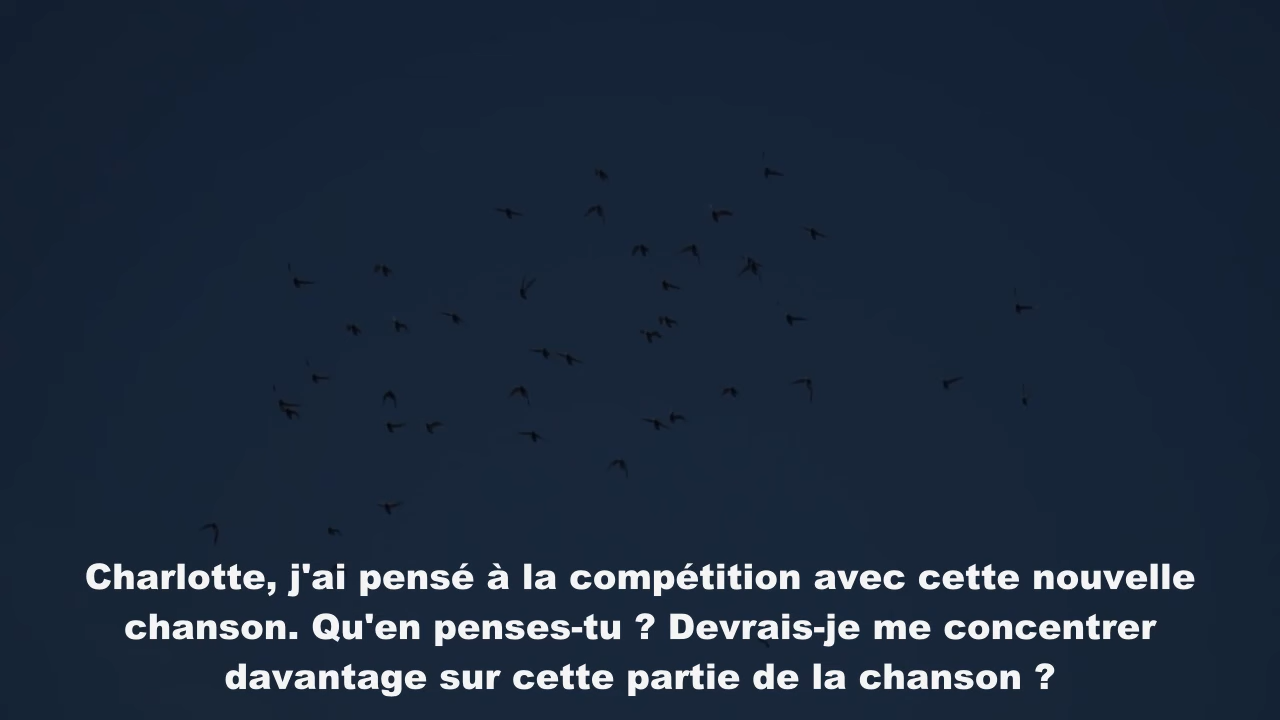 Charlotte, j'ai pensé à la compétition avec cette nouvelle
chanson. Qu'en penses-tu ? Devrais-je me concentrer
davantage sur cette partie de la chanson ?